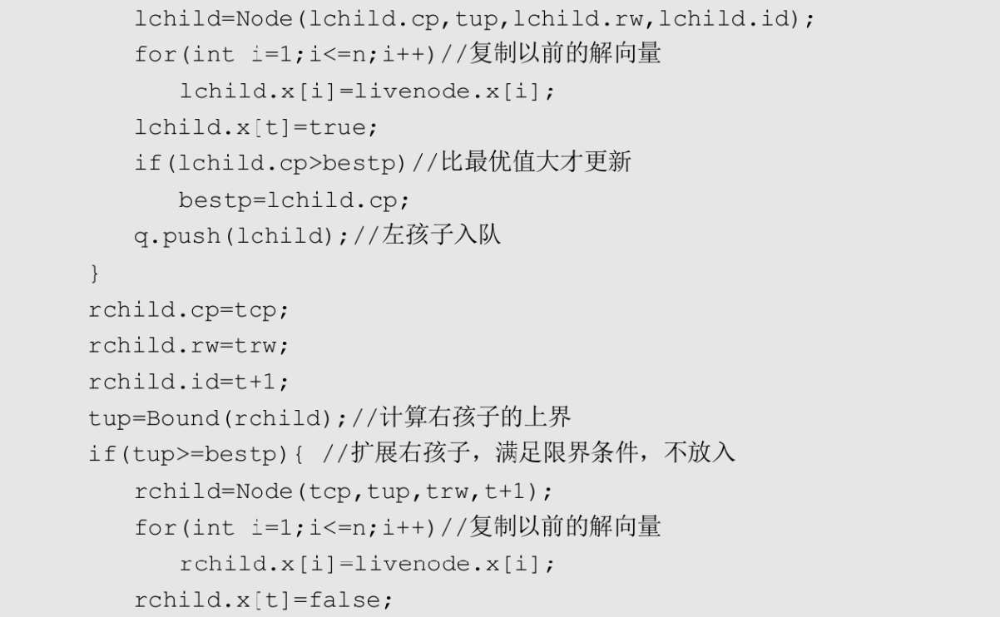 lchild=Node(lchild.cp,tup,lchild.rw,lchild.id);
for(int i=1;i<=n;i++)//复制以前的解向量
lchild.x[i]=livenode.x[i];
lchild.x[t]=true;
if(lchild.cp>bestp)//比最优值大才更新
bestp=lchild.cp;
q.push(lchild);//左孩子入队
}
rchild.cp=tcp;
rchild.rw=trw;
rchild.id=t+1;
tup=Bound(rchild);//计算右孩子的上界
if(tup>=bestp){ //扩展右孩子，满足限界条件，不放入
rchild=Node(tcp,tup,trw,t+1);
for(int i=1;i<=n;i++)//复制以前的解向量
rchild.x[i]=livenode.x[i];
rchild.x[t]=false;